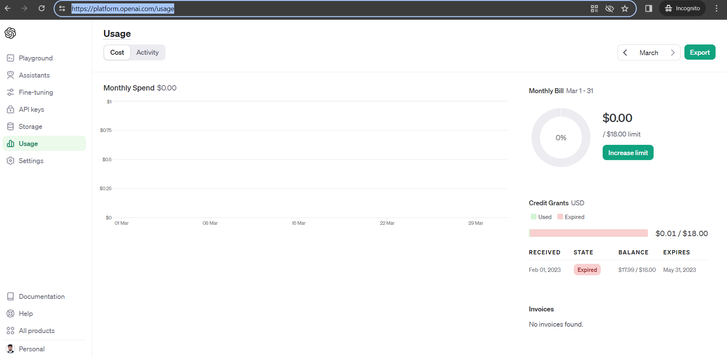 https://platform.openai.com/usage
Incognito
Playground
Assistants
Fine-tuning
API keys
Storage
Usage
Settings
Documentation
Help
All products
Personal
Usage
Cost Activity
March
Export
Monthly Spend $0.00
$1
$0.75
$0.5
$0.25
$0
01 Mar 08 Mar 15 Mar 22 Mar 29 Mar
Monthly Bill Mar 1 - 31
0%
$0.00
/ $18.00 limit
Increase limit
Credit Grants USD
Used Expired
$0.01 / $18.00
RECEIVED STATE BALANCE EXPIRES
Feb 01, 2023 Expired $17.99 / $18.00 May 31, 2023
Invoices
No invoices found.